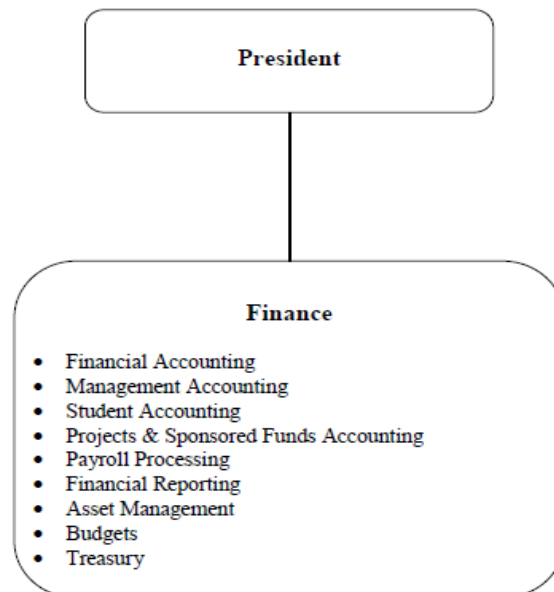 President
Finance
• Financial Accounting
• Management Accounting
• Student Accounting
• Projects & Sponsored Funds Accounting
• Payroll Processing
• Financial Reporting
• Asset Management
• Budgets
• Treasury